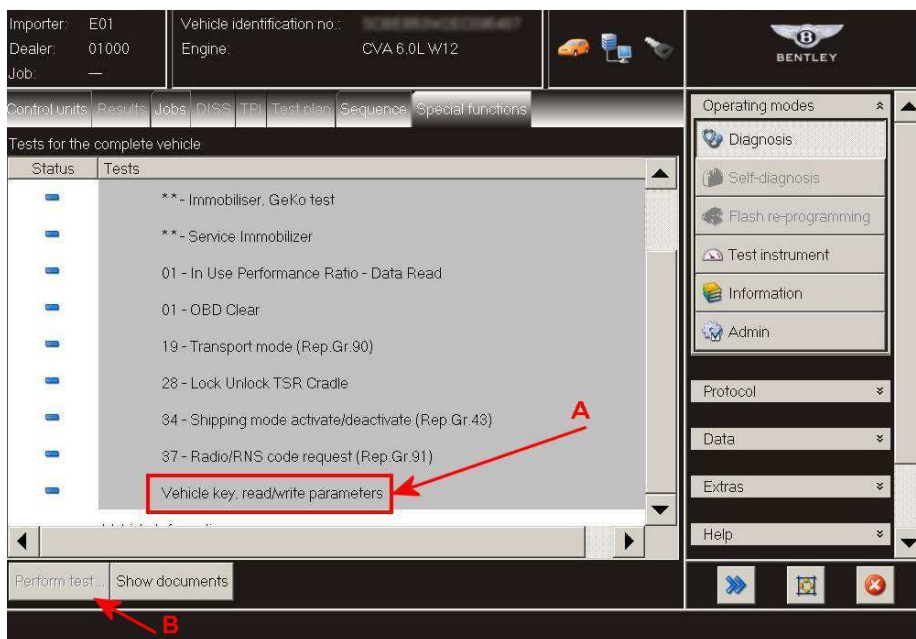 Importer: E01
Dealer: 01000
Job: —
Vehicle identification no.:
Engine: CVA 6.0L W12
B
BENTLEY
Control units Results Jobs DISS TPI Test plan Sequence Special functions
Tests for the complete vehicle
Status Tests
**- Immobiliser, GeKo test
**- Service Immobilizer
01 - In Use Performance Ratio - Data Read
01 - OBD Clear
19 - Transport mode (Rep.Gr.90)
28 - Lock Unlock TSR Cradle
34 - Shipping mode activate/deactivate (Rep.Gr.43)
37 - Radio/RNS code request (Rep.Gr.91)
Vehicle key, read/write parameters
A
Perform test... Show documents
B
Operating modes
Diagnosis
Self-diagnosis
Flash re-programming
Test instrument
Information
Admin
Protocol
Data
Extras
Help